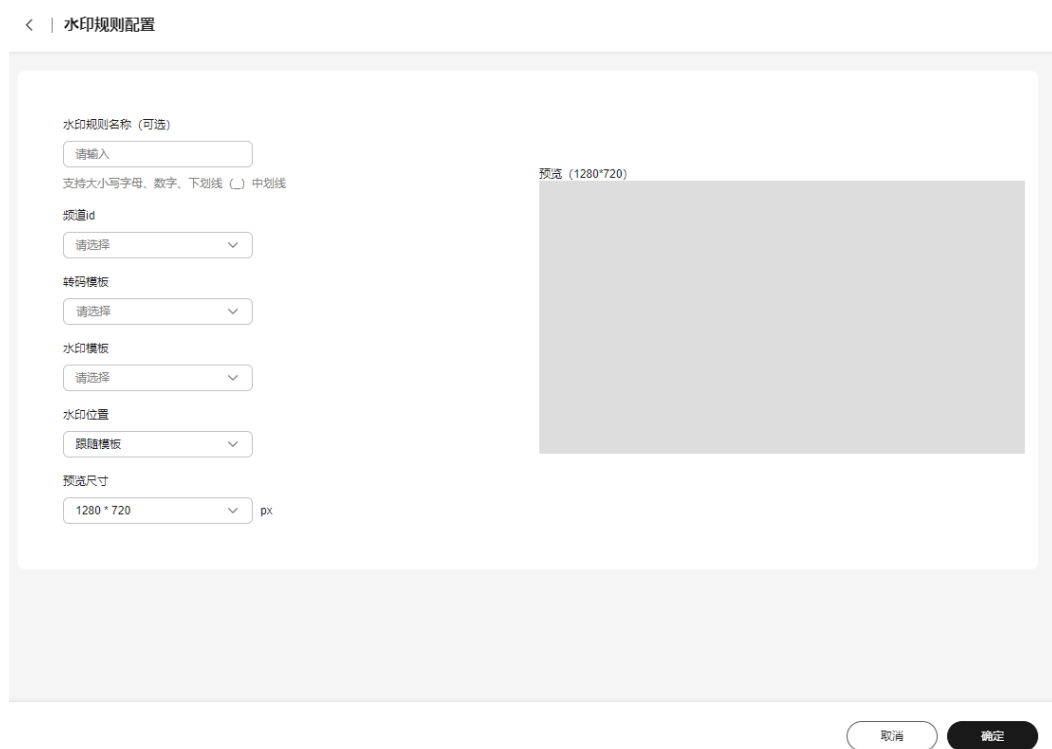 水印规则配置
水印规则名称（可选）
请输入
支持大小写字母、数字、下划线（_）中划线
频道id
请选择
转码模板
请选择
水印模板
请选择
水印位置
跟随模板
预览尺寸
1280 * 720
px
预览（1280*720）
取消
确定